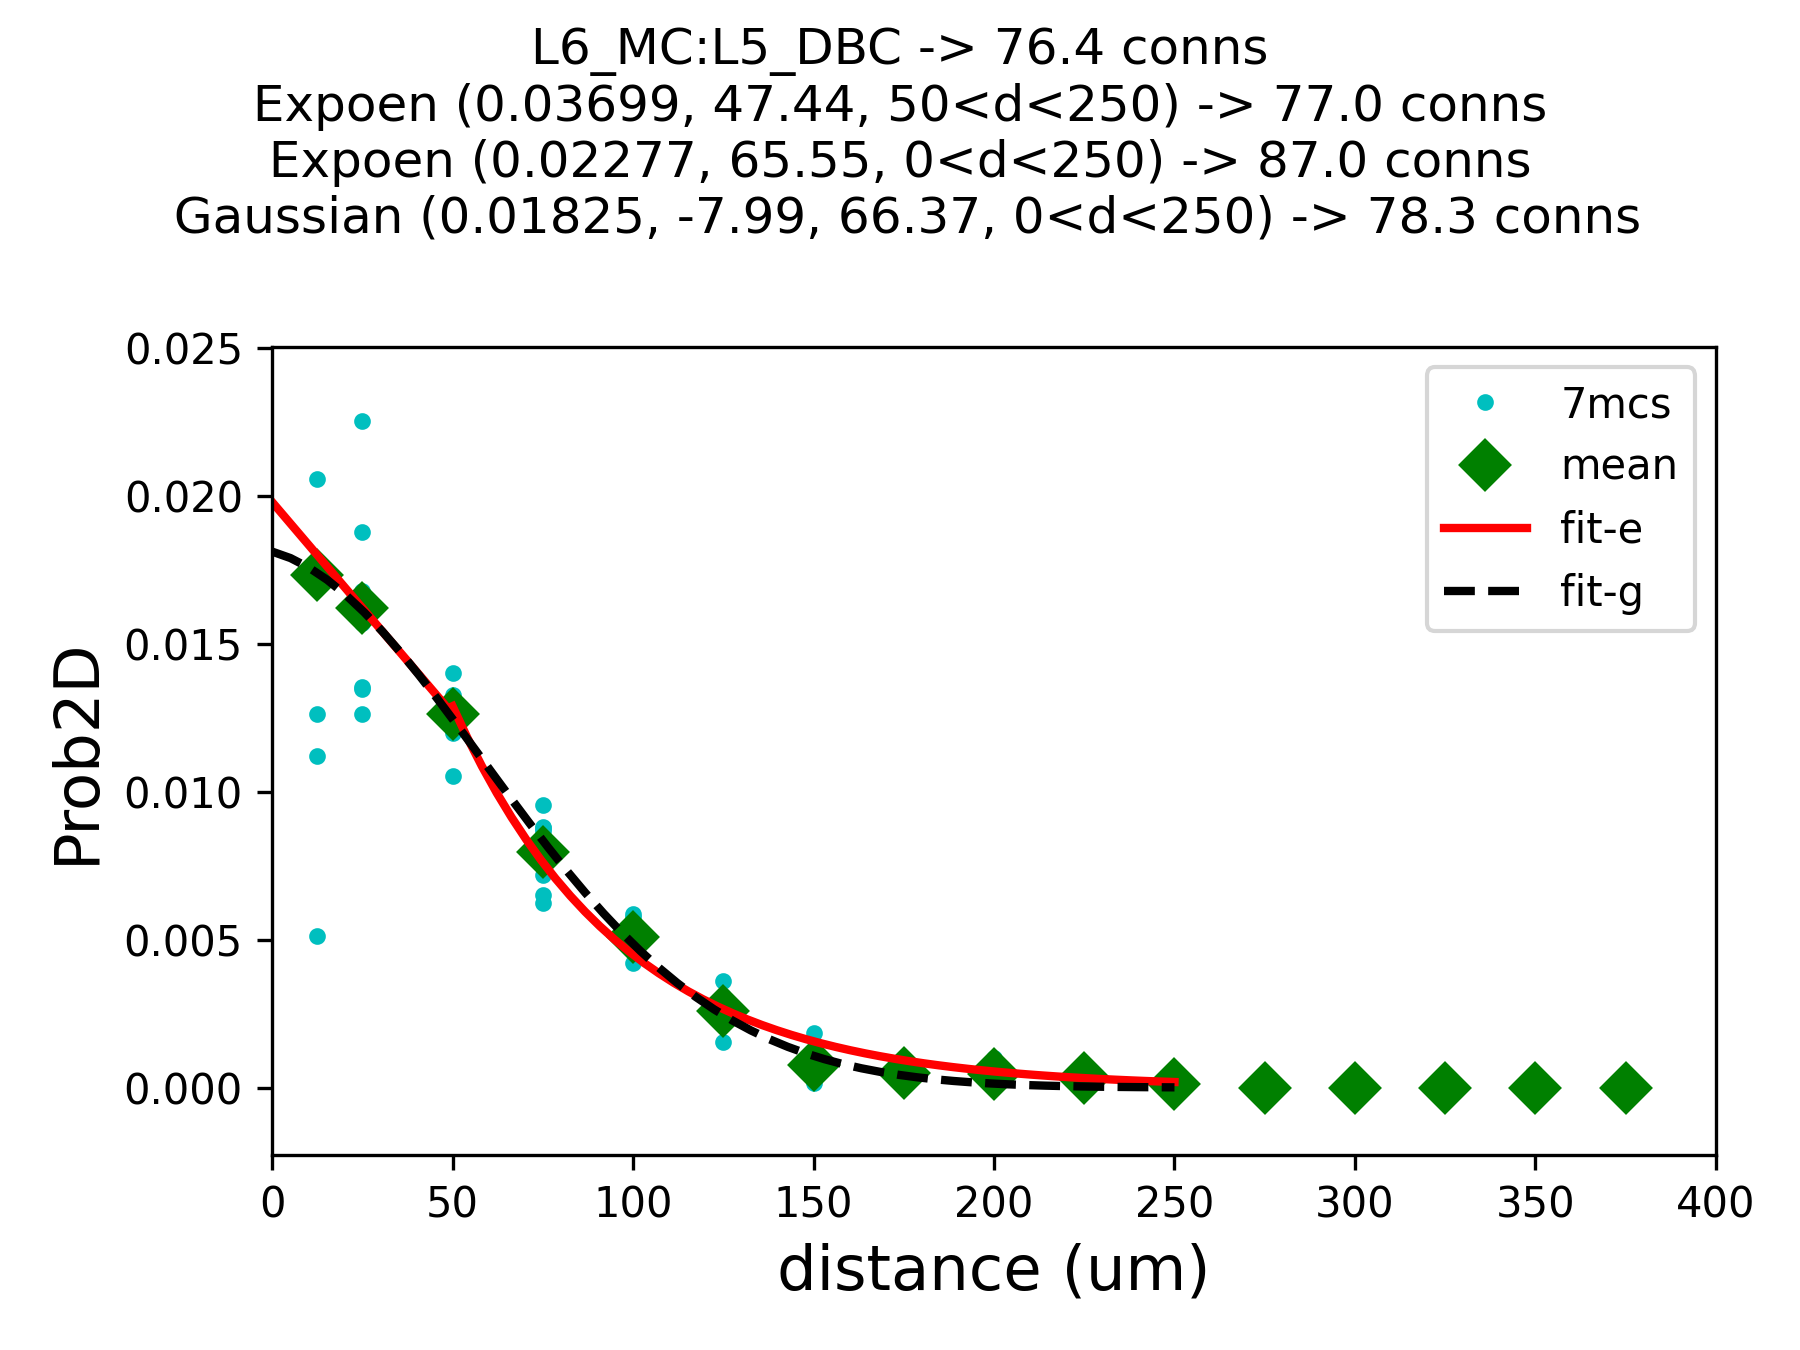 L6_MC:L5_DBC -> 76.4 conns
Expoen (0.03699, 47.44, 50<d<250) -> 77.0 conns
Expoen (0.02277, 65.55, 0<d<250) -> 87.0 conns
Gaussian (0.01825, -7.99, 66.37, 0<d<250) -> 78.3 conns
0.025
0.020
0.015
0.010
0.005
0.000
Prob2D
7mcs
mean
fit-e
fit-g
0 50 100 150 200 250 300 350 400
distance (um)